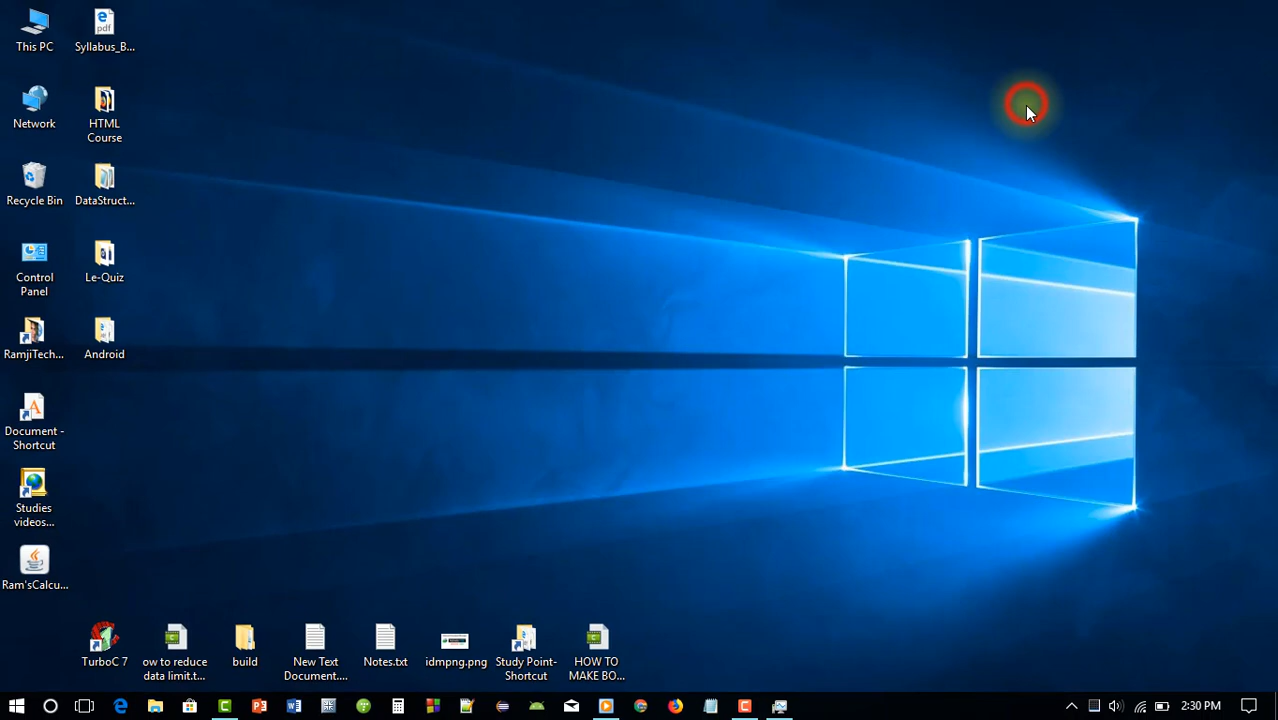 This PC
Syllabus_B...
Network
HTML
Course
Recycle Bin
DataStruct...
Control
Panel
Le-Quiz
RamjiTech...
Android
Document -
Shortcut
Studies
videos...
Ram'sCalcu...
TurboC 7
ow to reduce
data limit.t...
build
New Text
Document....
Notes.txt
idmpng.png
Study Point-
Shortcut
HOW TO
MAKE BO...
2:30 PM